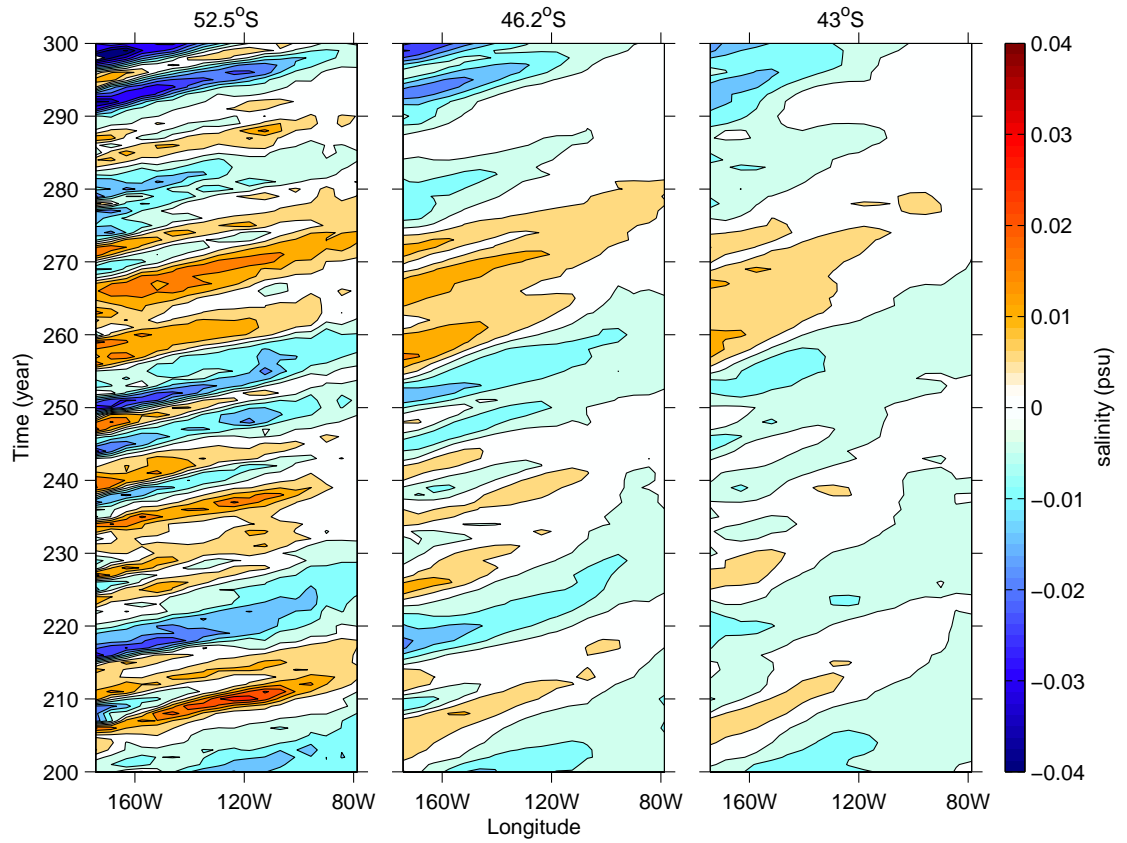 52.5°S
46.2°S
43°S
300
290
280
270
260
250
240
230
220
210
200
Time (year)
160W 120W 80W
160W 120W 80W
160W 120W 80W
Longitude
0.04
0.03
0.02
0.01
0
−0.01
−0.02
−0.03
−0.04
salinity (psu)